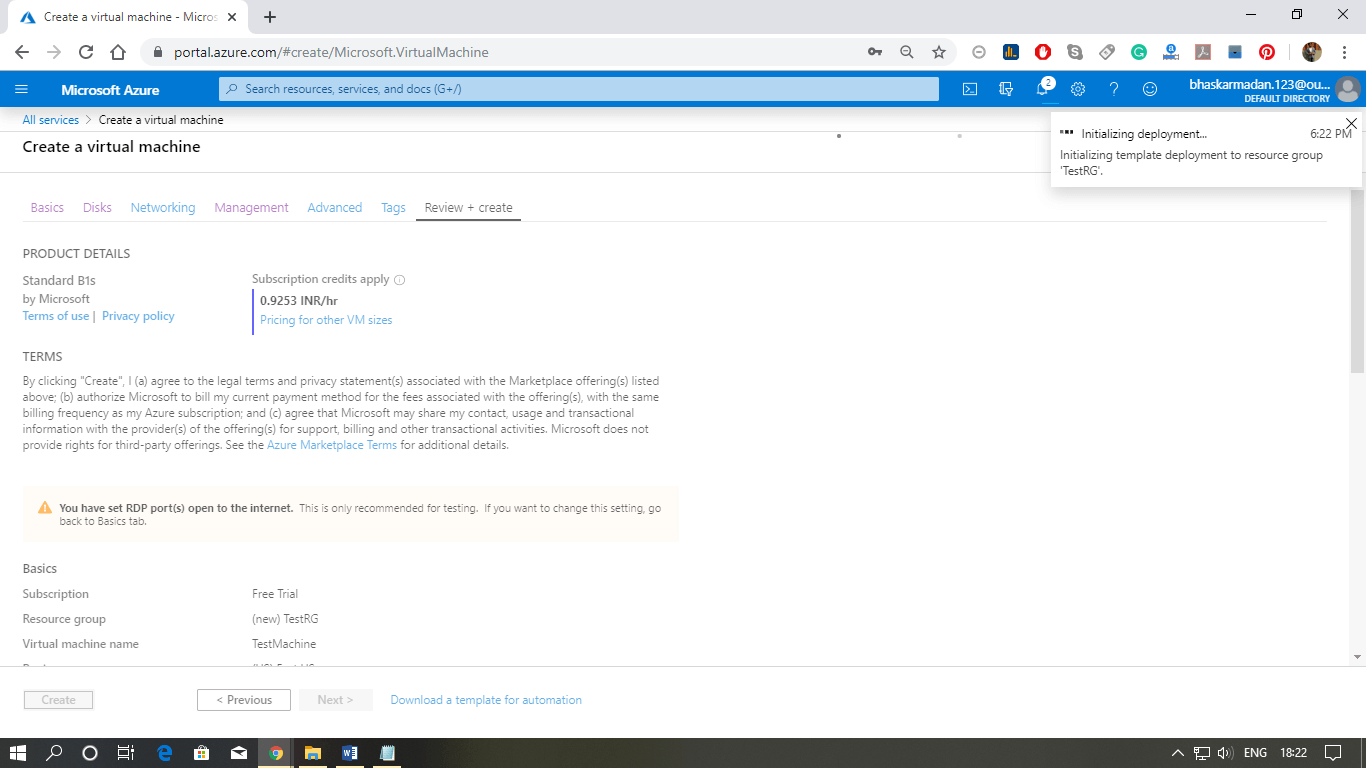 Create a virtual machine - Micros
portal.azure.com/#create/Microsoft.VirtualMachine
Microsoft Azure
Search resources, services, and docs (G+/)
2
bhaskarmadan.123@ou...
DEFAULT DIRECTORY
All services > Create a virtual machine
Create a virtual machine
Initializing deployment... 6:22 PM
Initializing template deployment to resource group
'TestRG'.
Basics Disks Networking Management Advanced Tags Review + create
PRODUCT DETAILS
Standard B1s
by Microsoft
Terms of use | Privacy policy
Subscription credits apply
0.9253 INR/hr
Pricing for other VM sizes
TERMS
By clicking "Create", I (a) agree to the legal terms and privacy statement(s) associated with the Marketplace offering(s) listed
above; (b) authorize Microsoft to bill my current payment method for the fees associated with the offering(s), with the same
billing frequency as my Azure subscription; and (c) agree that Microsoft may share my contact, usage and transactional
information with the provider(s) of the offering(s) for support, billing and other transactional activities. Microsoft does not
provide rights for third-party offerings. See the Azure Marketplace Terms for additional details.
You have set RDP port(s) open to the internet. This is only recommended for testing. If you want to change this setting, go
back to Basics tab.
Basics
Subscription Free Trial
Resource group (new) TestRG
Virtual machine name TestMachine
Create < Previous Next > Download a template for automation
ENG 18:22